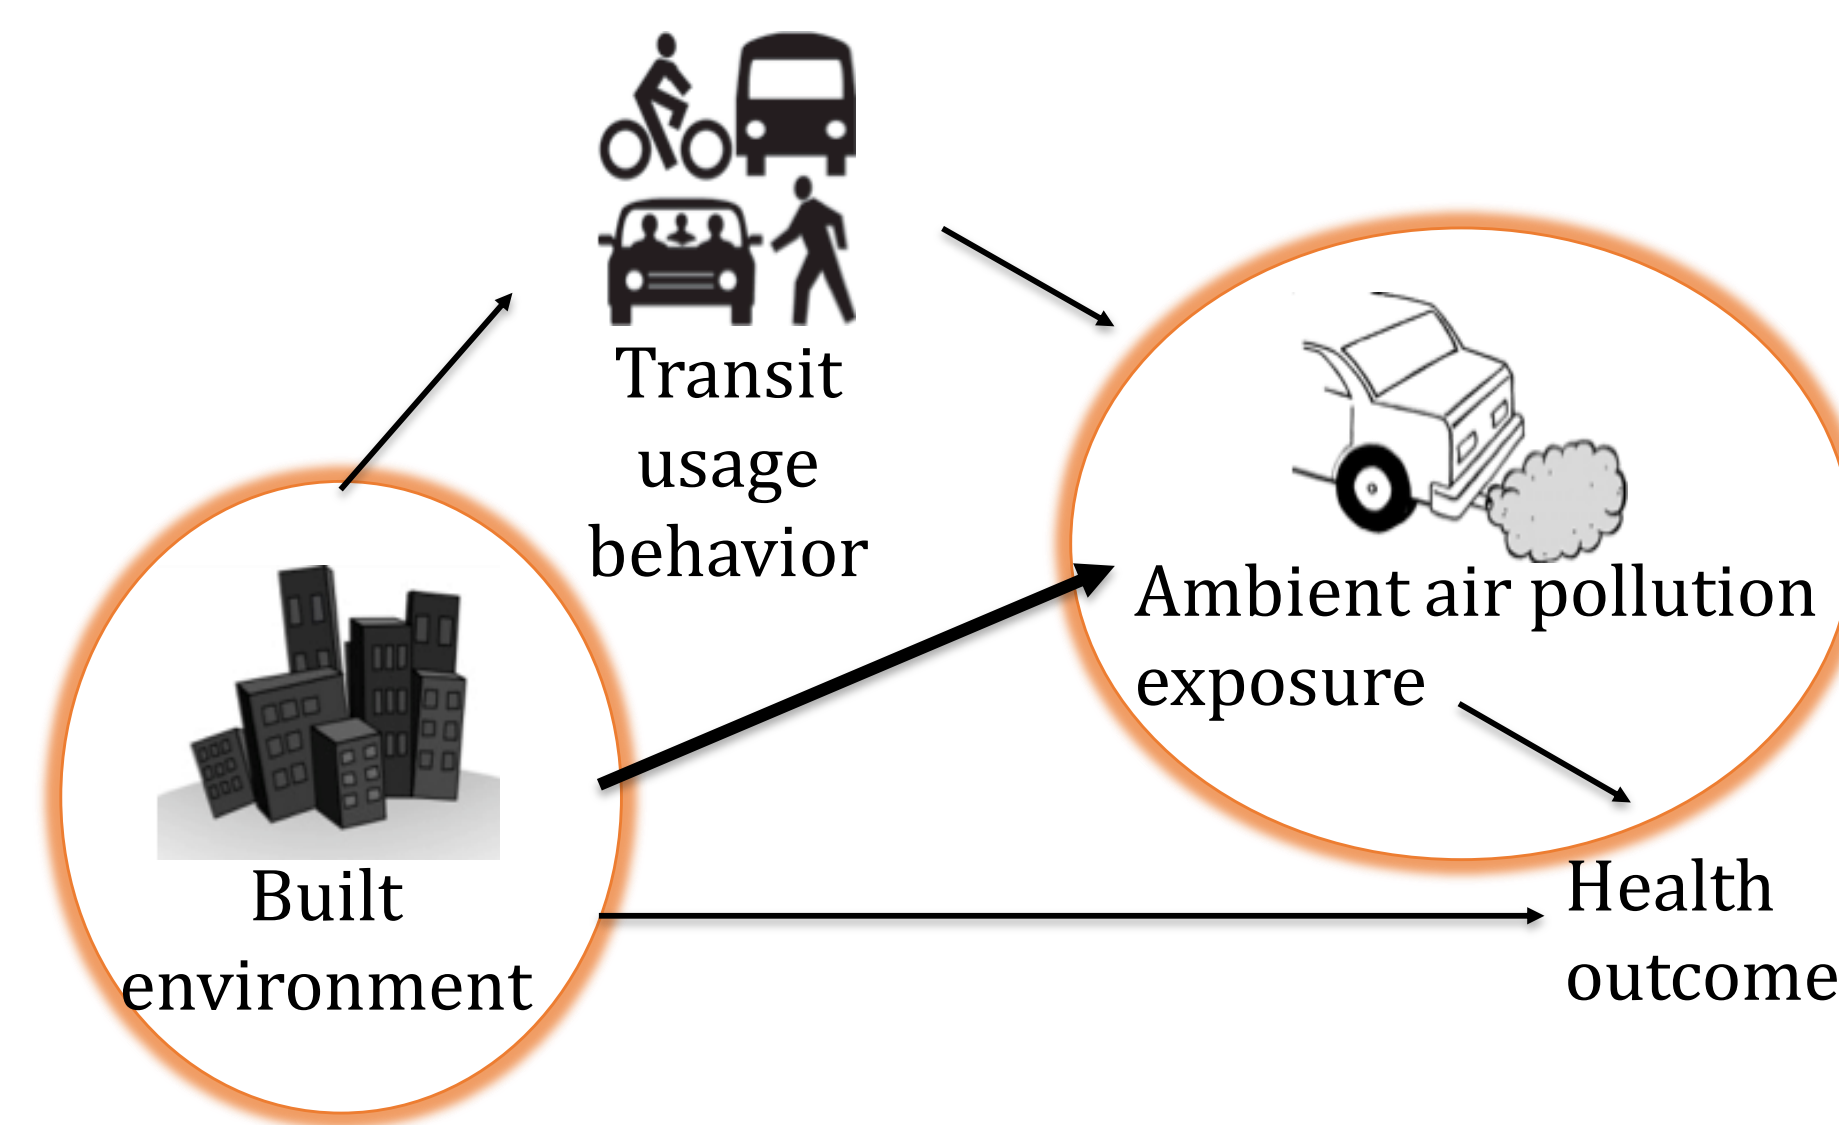 Transit
usage
behavior
Ambient air pollution
exposure
Built
environment
Health
outcome